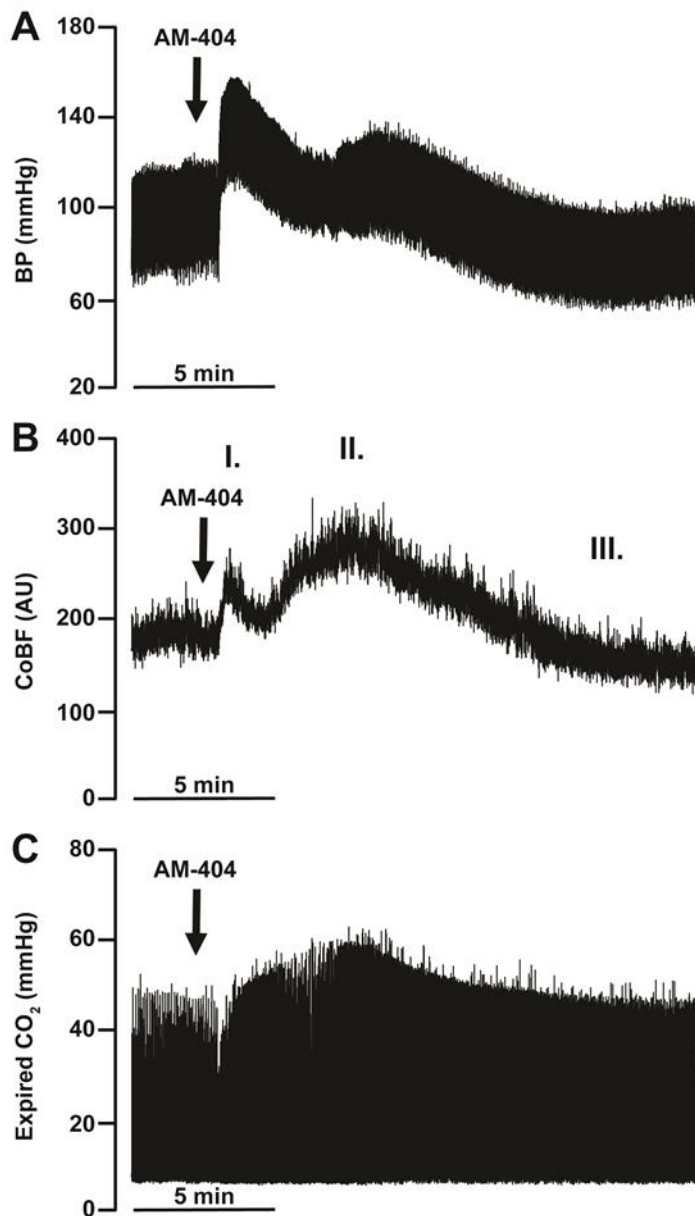 A
180
AM-404
140
BP (mmHg)
100
60
20
5 min
B
400
I.
II.
AM-404
300
III.
CoBF (AU)
200
100
0
5 min
C
80
AM-404
60
Expired CO₂ (mmHg)
40
20
0
5 min